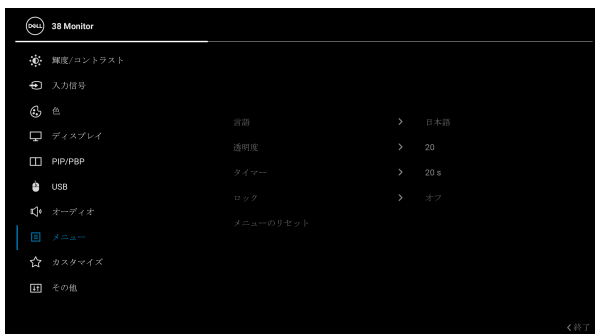 DELL 38 Monitor
輝度/コントラスト
入力信号
色
ディスプレイ
PIP/PBP
USB
オーディオ
メニュー
カスタマイズ
その他
言語 日本語
透明度 20
タイマー 20 s
ロック オフ
メニューのリセット
終了